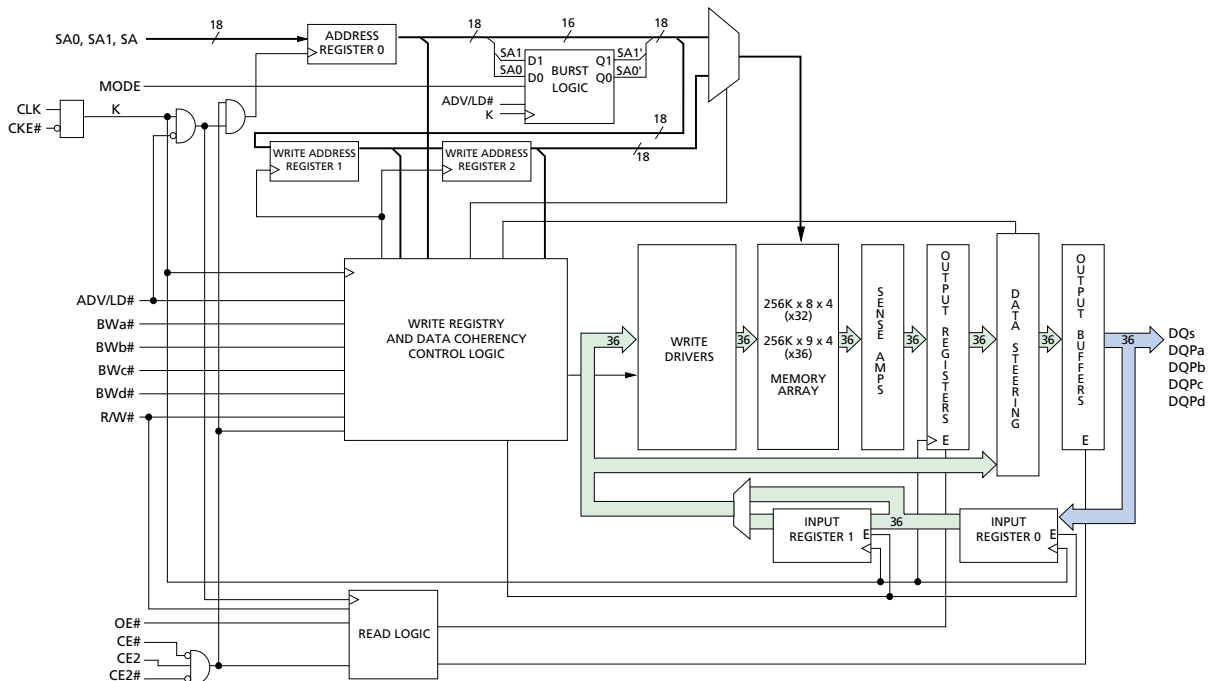 18
SA0, SA1, SA
ADDRESS
REGISTER 0
18
16
18
SA1
D1
Q1
SA1'
SA0
D0
Q0
SA0'
BURST
LOGIC
MODE
ADV/LD#
K
CLK
CKE#
K
18
18
WRITE ADDRESS
REGISTER 1
WRITE ADDRESS
REGISTER 2
ADV/LD#
BWa#
BWb#
BWc#
BWd#
R/W#
WRITE REGISTRY
AND DATA COHERENCY
CONTROL LOGIC
36
WRITE
DRIVERS
36
256K x 8 x 4
(x32)
256K x 9 x 4
(x36)
MEMORY
ARRAY
36
SENSE AMPS
36
OUTPUT REGISTERS
E
36
DATA STEERING
36
OUTPUT BUFFERS
E
36
DQs
DQPa
DQPb
DQPc
DQPd
INPUT
REGISTER 1
E
36
INPUT
REGISTER 0
E
OE#
CE#
CE2
CE2#
READ LOGIC